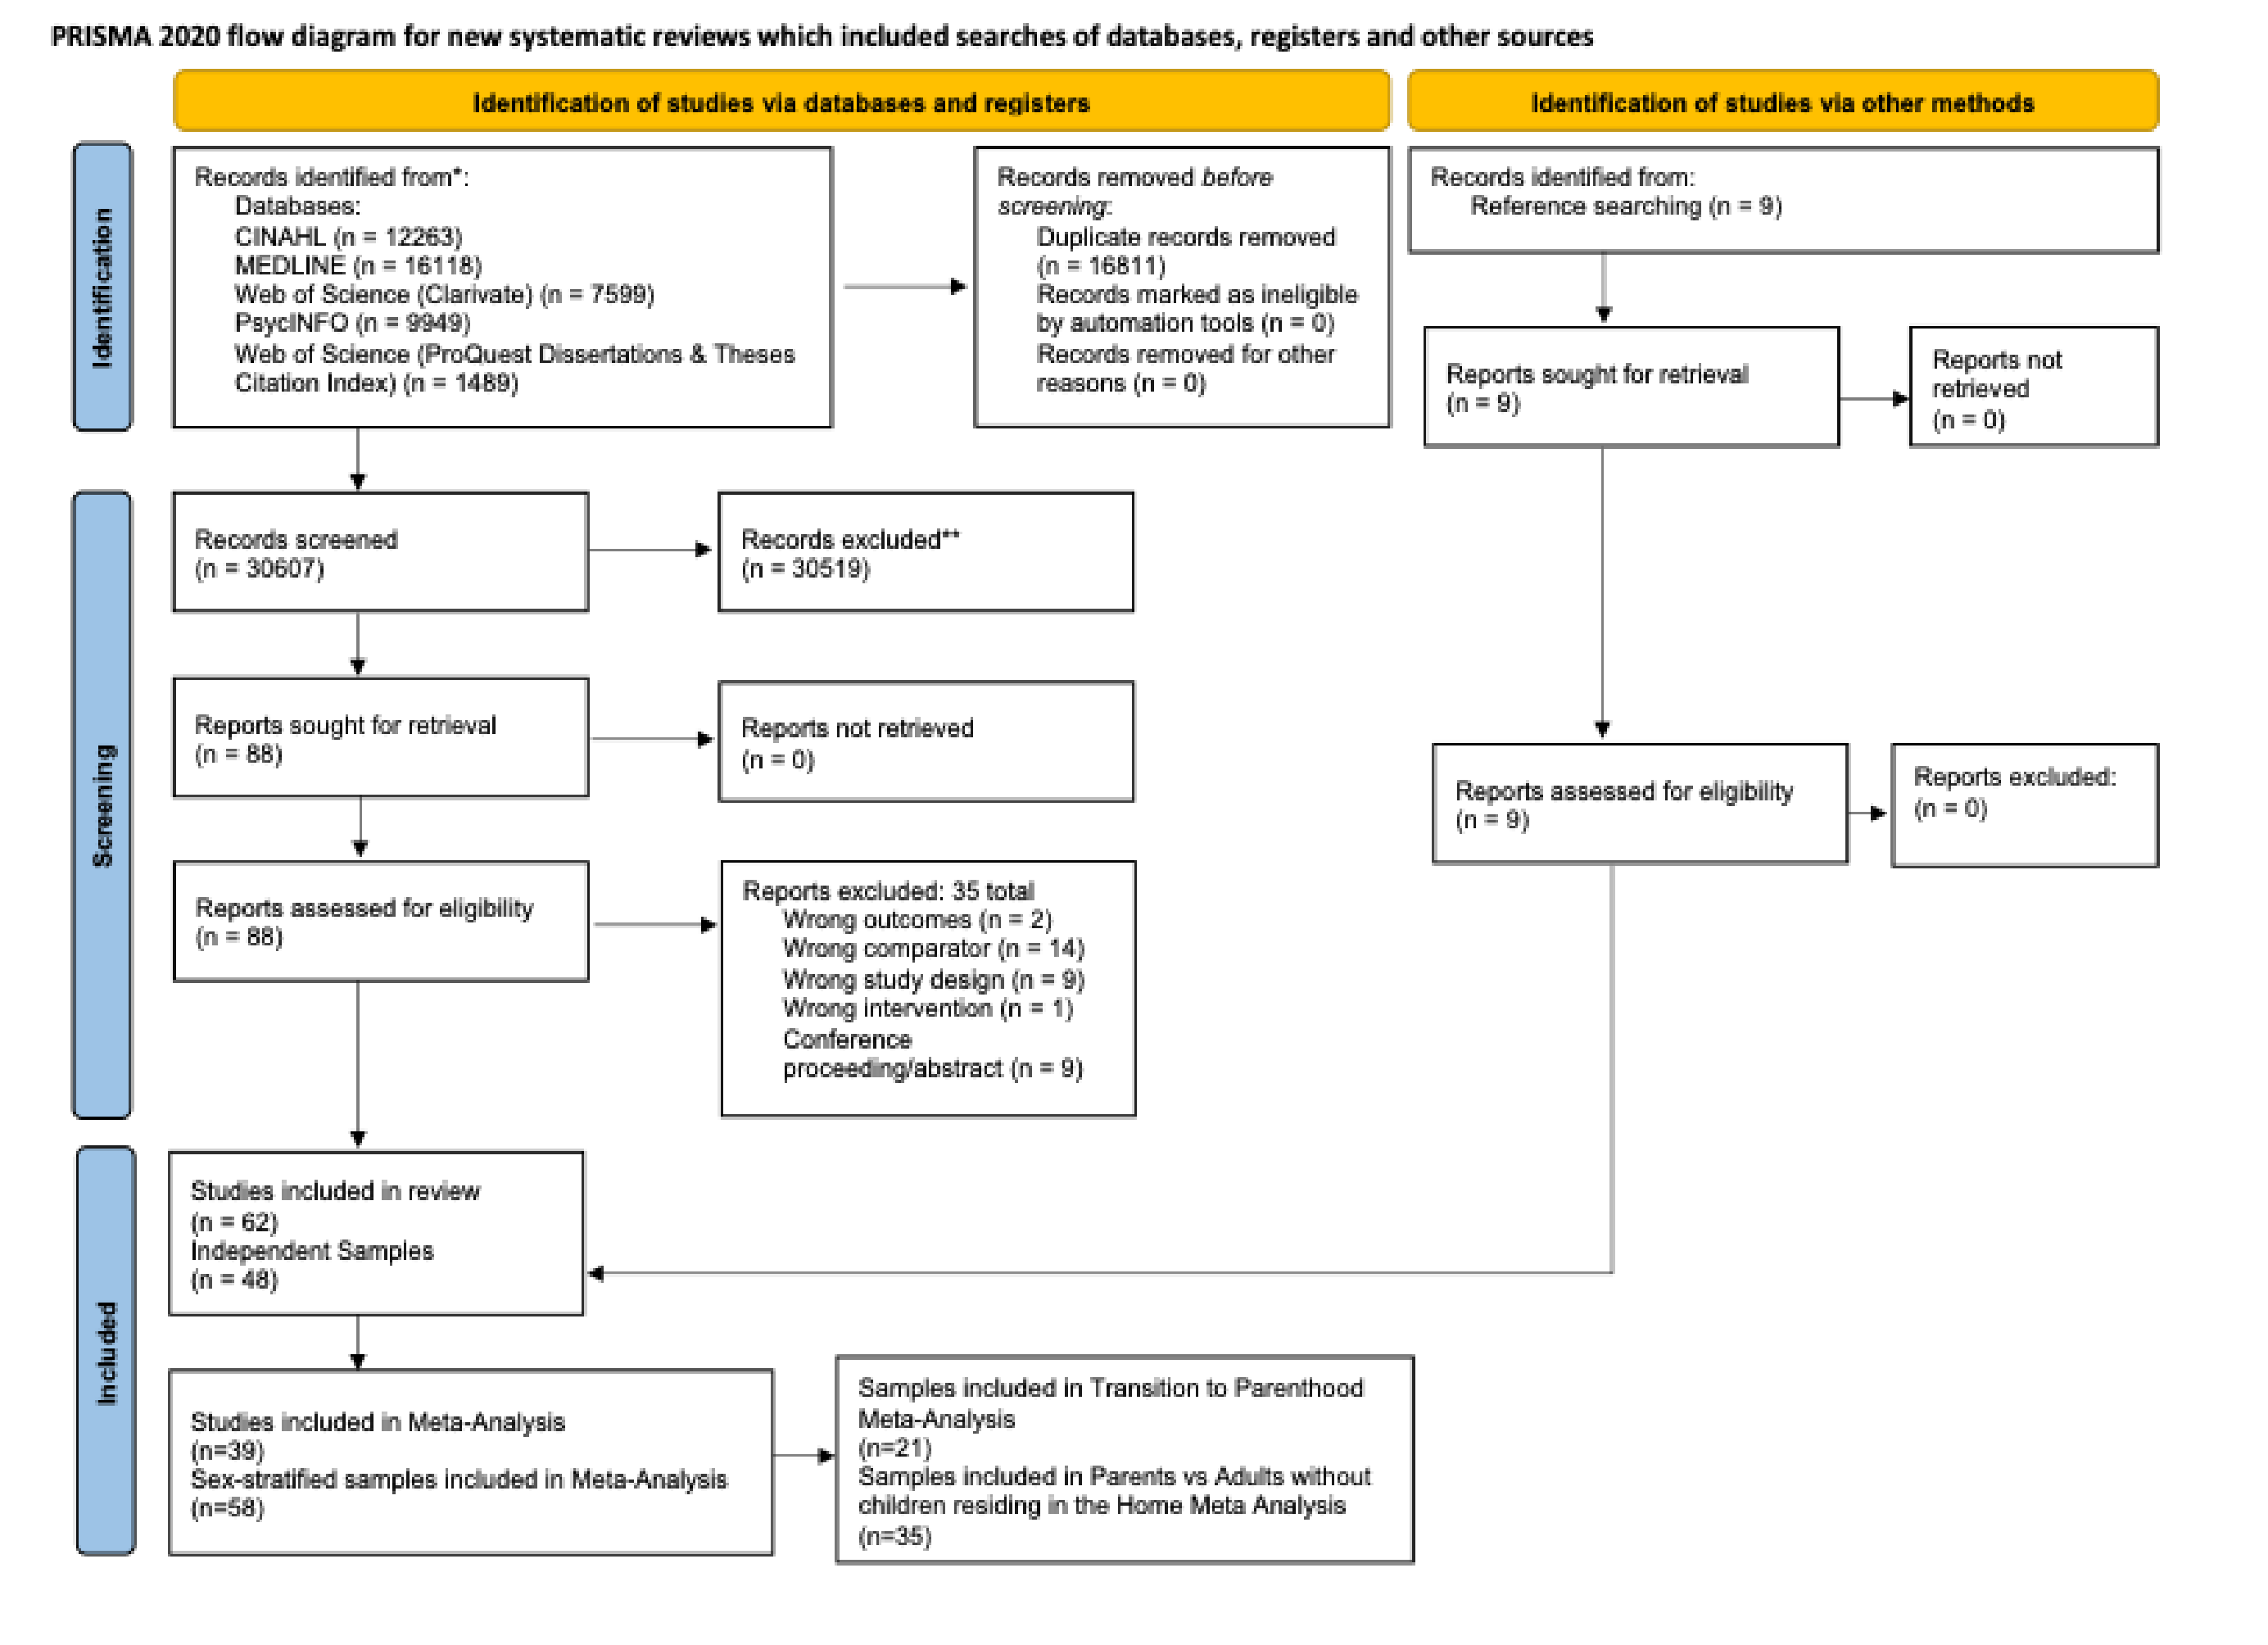 PRISMA 2020 flow diagram for new systematic reviews which included searches of databases, registers and other sources
Identification of studies via databases and registers
Identification of studies via other methods
Identification
Records identified from*:
Databases:
CINAHL (n = 12263)
MEDLINE (n = 16118)
Web of Science (Clarivate) (n = 7599)
PsycINFO (n = 9949)
Web of Science (ProQuest Dissertations & Theses
Citation Index) (n = 1489)
Records removed before
screening:
Duplicate records removed
(n = 16811)
Records marked as ineligible
by automation tools (n = 0)
Records removed for other
reasons (n = 0)
Records identified from:
Reference searching (n = 9)
Reports sought for retrieval
(n = 9)
Reports not
retrieved
(n = 0)
Screening
Records screened
(n = 30607)
Records excluded**
(n = 30519)
Reports sought for retrieval
(n = 88)
Reports not retrieved
(n = 0)
Reports assessed for eligibility
(n = 9)
Reports excluded:
(n = 0)
Reports assessed for eligibility
(n = 88)
Reports excluded: 35 total
Wrong outcomes (n = 2)
Wrong comparator (n = 14)
Wrong study design (n = 9)
Wrong intervention (n = 1)
Conference
proceeding/abstract (n = 9)
Included
Studies included in review
(n = 62)
Independent Samples
(n = 48)
Studies included in Meta-Analysis
(n=39)
Sex-stratified samples included in Meta-Analysis
(n=58)
Samples included in Transition to Parenthood
Meta-Analysis
(n=21)
Samples included in Parents vs Adults without
children residing in the Home Meta Analysis
(n=35)